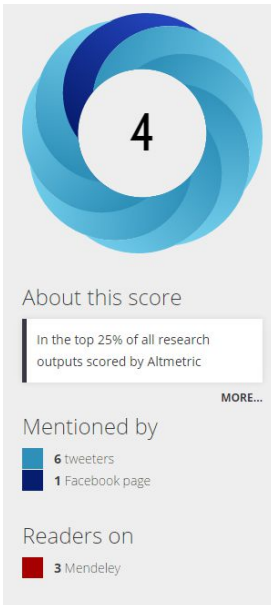 4
About this score
In the top 25% of all research
outputs scored by Altmetric
MORE...
Mentioned by
6 tweeters
1 Facebook page
Readers on
3 Mendeley